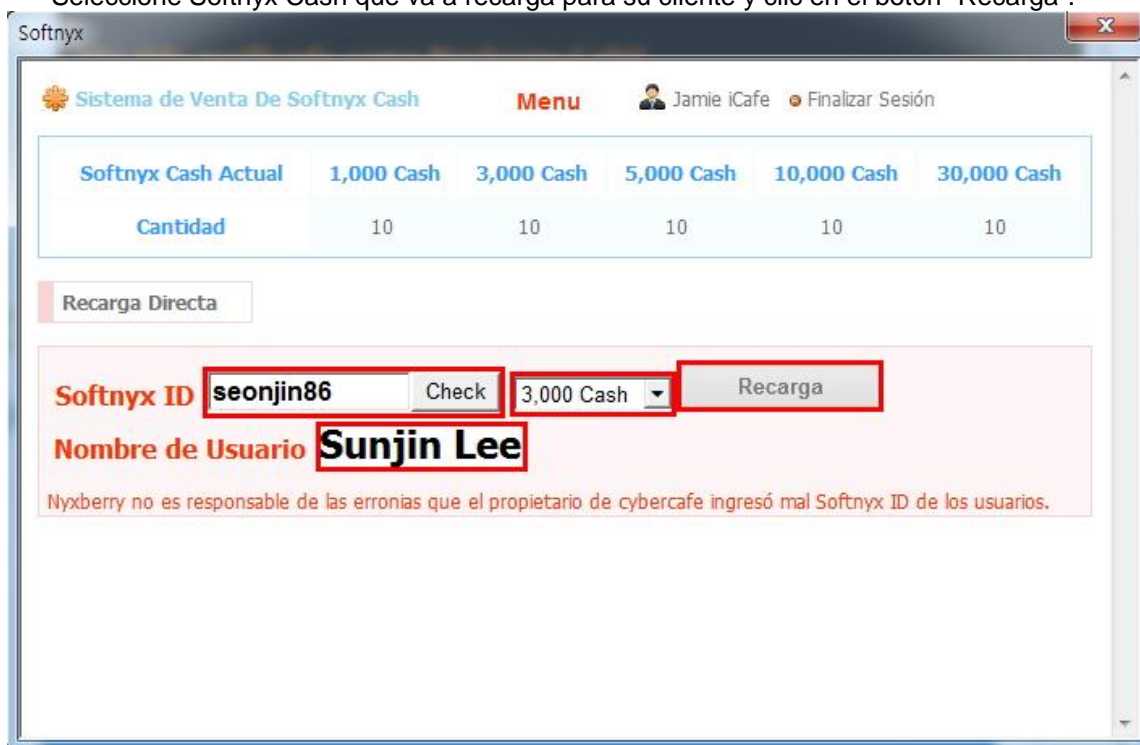 Seleccione Softnyx Cash que va a recarga para su cliente y clic en el botón "Recarga".
Softnyx
Sistema de Venta De Softnyx Cash Menu Jamie iCafe Finalizar Sesión
Softnyx Cash Actual 1,000 Cash 3,000 Cash 5,000 Cash 10,000 Cash 30,000 Cash
Cantidad 10 10 10 10 10
Recarga Directa
Softnyx ID seonjin86 Check 3,000 Cash Recarga
Nombre de Usuario Sunjin Lee
Nyxberry no es responsable de las erronias que el propietario de cybercafe ingresó mal Softnyx ID de los usuarios.